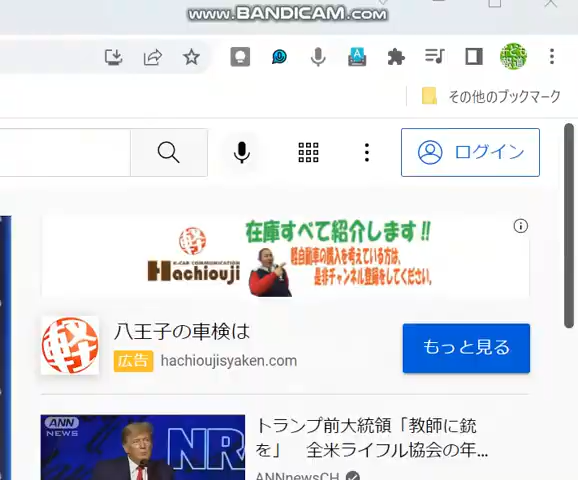 www.BANDICAM.com
その他のブックマーク
ログイン
在庫すべて紹介します!!
軽
K-CAR COMMUNICATION
Hachiouji
軽自動車の購入を考えている方は、
是非チャンネル登録をしてください。
八王子の車検は
軽
広告 hachioujisyaken.com
もっと見る
ANN
NEWS
NR
トランプ前大統領「教師に銃
を」 全米ライフル協会の年...
ANNnewsCH